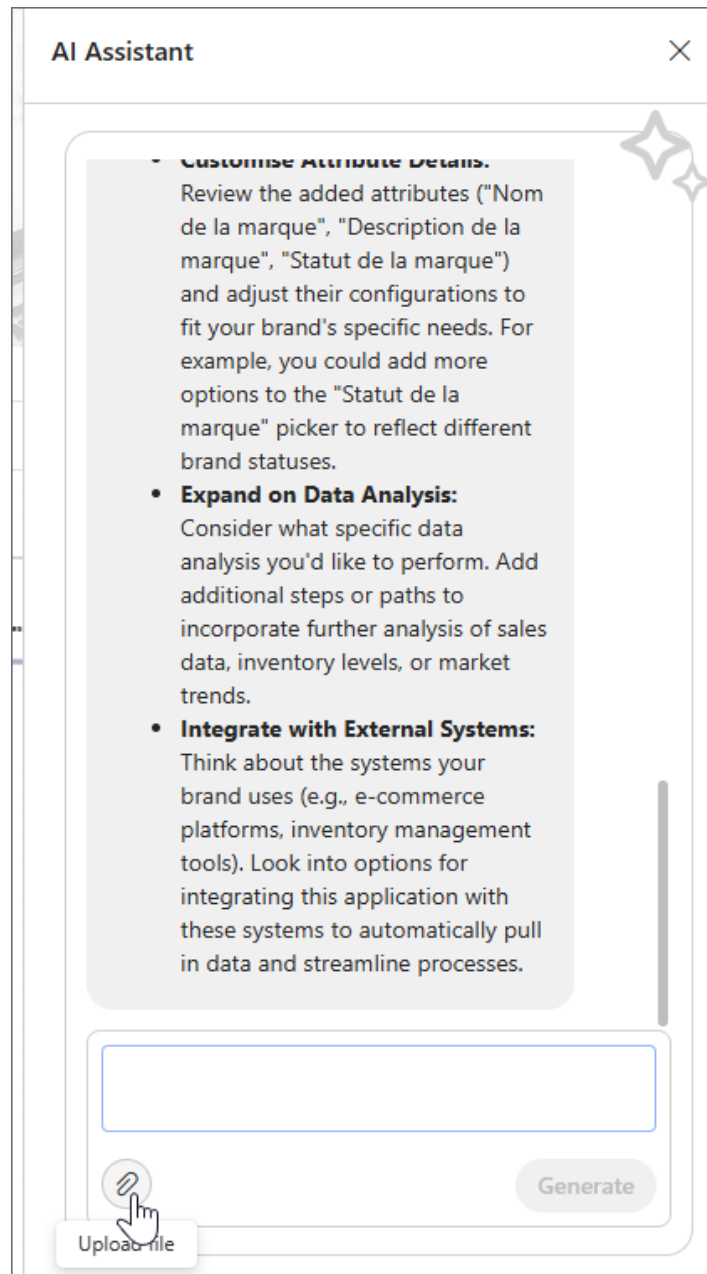 AI Assistant
Customise Attribute Details:
Review the added attributes ("Nom
de la marque", "Description de la
marque", "Statut de la marque")
and adjust their configurations to
fit your brand's specific needs. For
example, you could add more
options to the "Statut de la
marque" picker to reflect different
brand statuses.
• Expand on Data Analysis:
Consider what specific data
analysis you'd like to perform. Add
additional steps or paths to
incorporate further analysis of sales
data, inventory levels, or market
trends.
• Integrate with External Systems:
Think about the systems your
brand uses (e.g., e-commerce
platforms, inventory management
tools). Look into options for
integrating this application with
these systems to automatically pull
in data and streamline processes.
Generate
Upload file